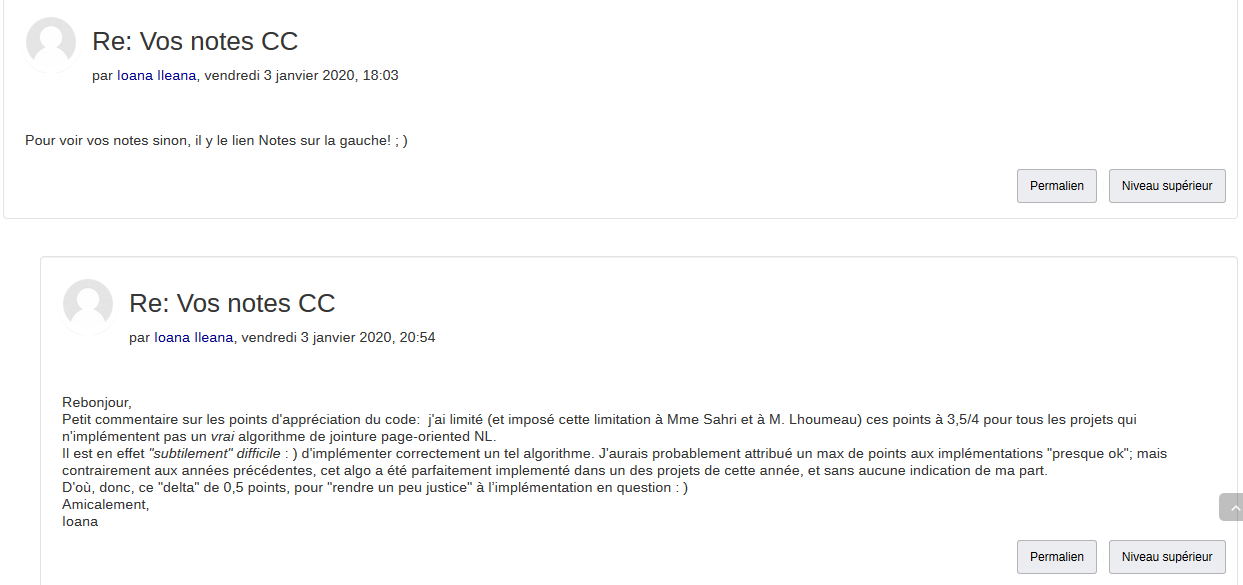 Re: Vos notes CC
par Ioana Ileana, vendredi 3 janvier 2020, 18:03
Pour voir vos notes sinon, il y le lien Notes sur la gauche! ; )
Permalien Niveau supérieur
Re: Vos notes CC
par Ioana Ileana, vendredi 3 janvier 2020, 20:54
Rebonjour,
Petit commentaire sur les points d'appréciation du code:  j'ai limité (et imposé cette limitation à Mme Sahri et à M. Lhoumeau) ces points à 3,5/4 pour tous les projets qui
n'implémentent pas un vrai algorithme de jointure page-oriented NL.
Il est en effet "subtilement" difficile : ) d'implémenter correctement un tel algorithme. J'aurais probablement attribué un max de points aux implémentations "presque ok"; mais
contrairement aux années précédentes, cet algo a été parfaitement implementé dans un des projets de cette année, et sans aucune indication de ma part.
D'où, donc, ce "delta" de 0,5 points, pour "rendre un peu justice" à l'implémentation en question : )
Amicalement,
Ioana
Permalien Niveau supérieur